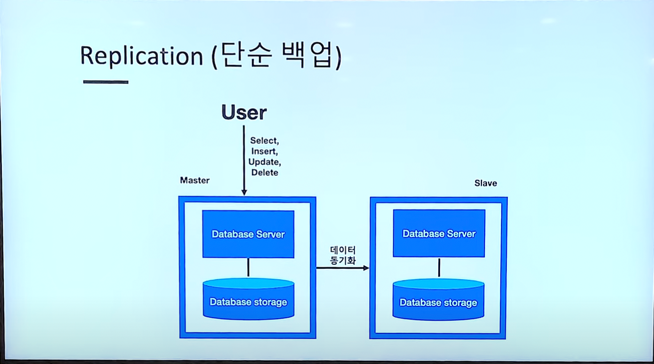 Replication (단순 백업)
User
Select,
Insert,
Update,
Delete
Master
Slave
Database Server
Database storage
데이터
동기화
Database Server
Database storage